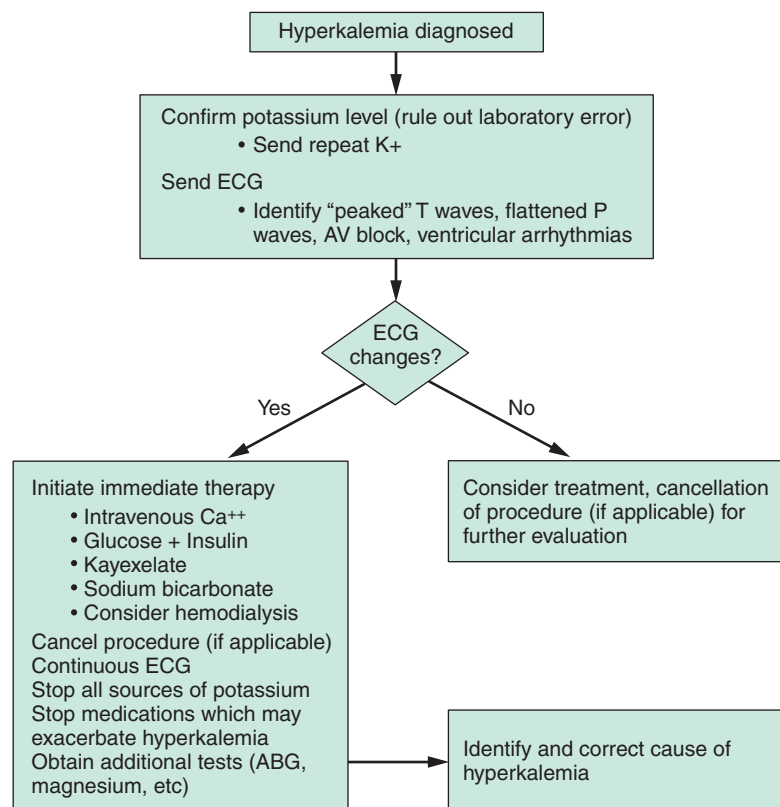 Hyperkalemia diagnosed
Confirm potassium level (rule out laboratory error)
• Send repeat K+
Send ECG
• Identify “peaked” T waves, flattened P
waves, AV block, ventricular arrhythmias
ECG
changes?
Yes
No
Initiate immediate therapy
• Intravenous Ca⁺⁺
• Glucose + Insulin
• Kayexelate
• Sodium bicarbonate
• Consider hemodialysis
Cancel procedure (if applicable)
Continuous ECG
Stop all sources of potassium
Stop medications which may
exacerbate hyperkalemia
Obtain additional tests (ABG,
magnesium, etc)
Consider treatment, cancellation
of procedure (if applicable) for
further evaluation
Identify and correct cause of
hyperkalemia